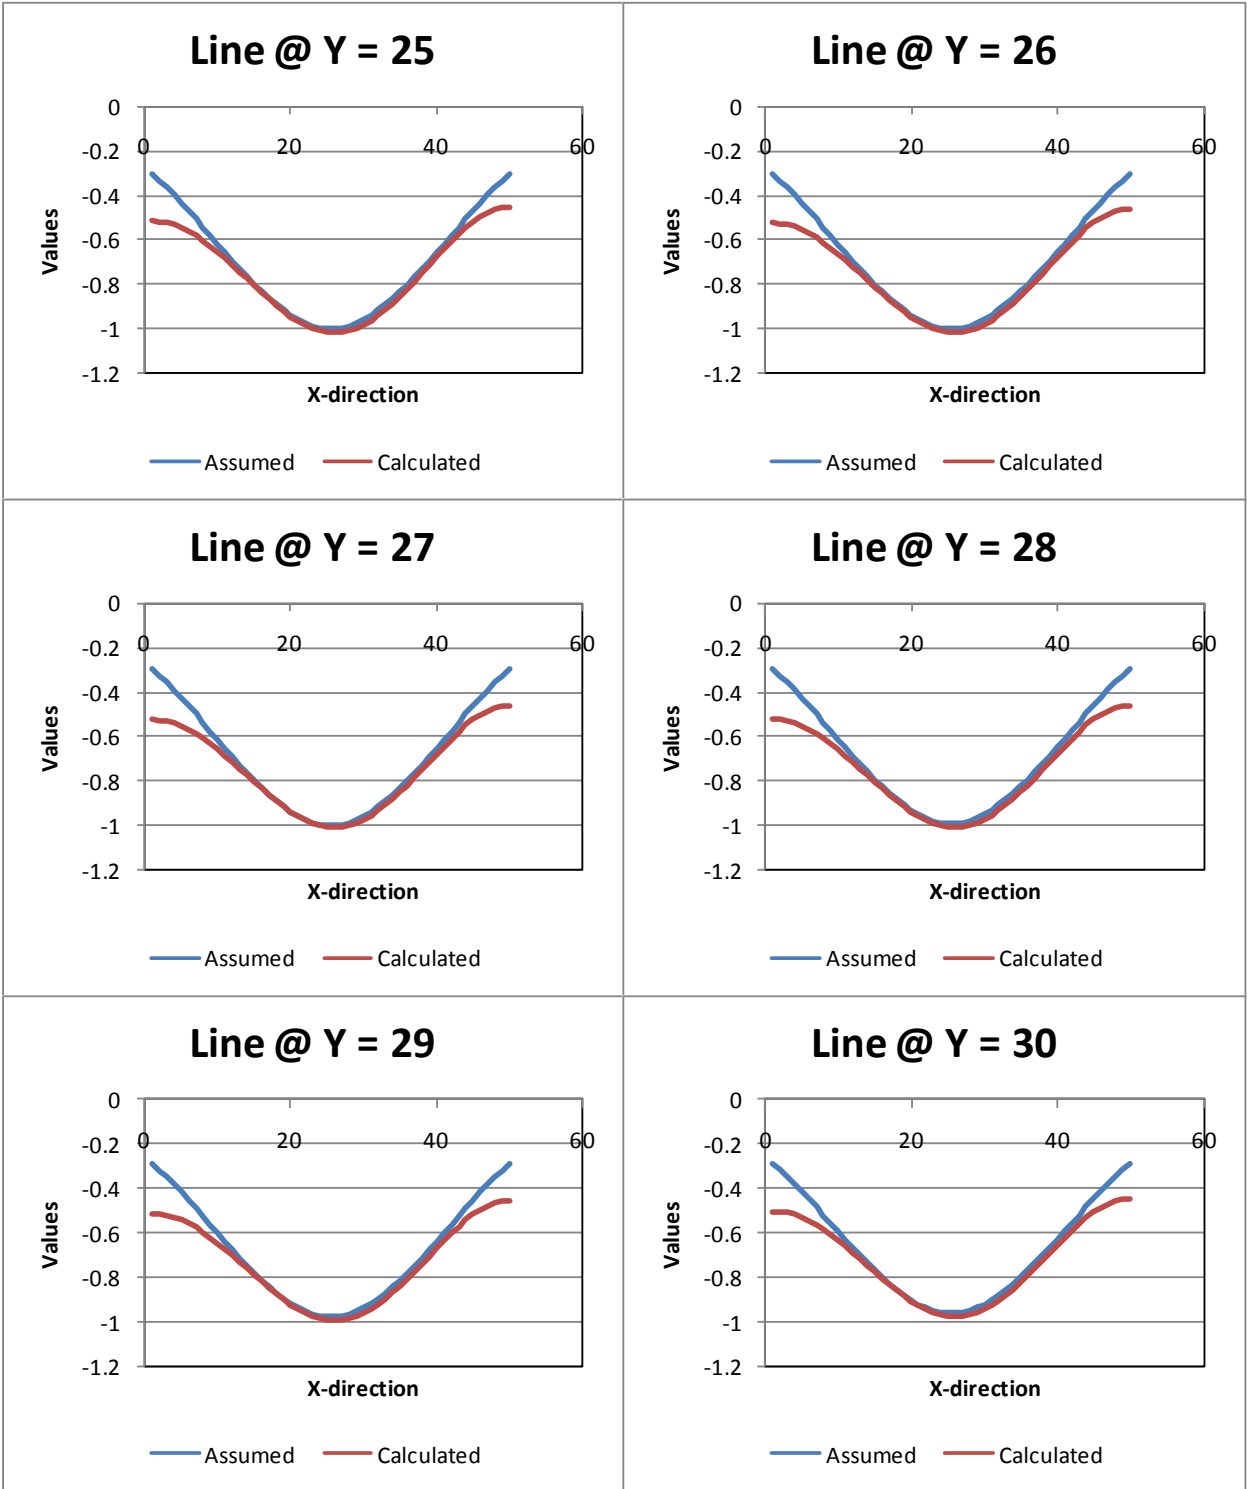 Line @ Y = 25
0
0 20 40 60
-0.2
-0.4
-0.6
-0.8
-1
-1.2
Values
X-direction
Assumed Calculated
Line @ Y = 26
0
0 20 40 60
-0.2
-0.4
-0.6
-0.8
-1
-1.2
Values
X-direction
Assumed Calculated
Line @ Y = 27
0
0 20 40 60
-0.2
-0.4
-0.6
-0.8
-1
-1.2
Values
X-direction
Assumed Calculated
Line @ Y = 28
0
0 20 40 60
-0.2
-0.4
-0.6
-0.8
-1
-1.2
Values
X-direction
Assumed Calculated
Line @ Y = 29
0
0 20 40 60
-0.2
-0.4
-0.6
-0.8
-1
-1.2
Values
X-direction
Assumed Calculated
Line @ Y = 30
0
0 20 40 60
-0.2
-0.4
-0.6
-0.8
-1
-1.2
Values
X-direction
Assumed Calculated